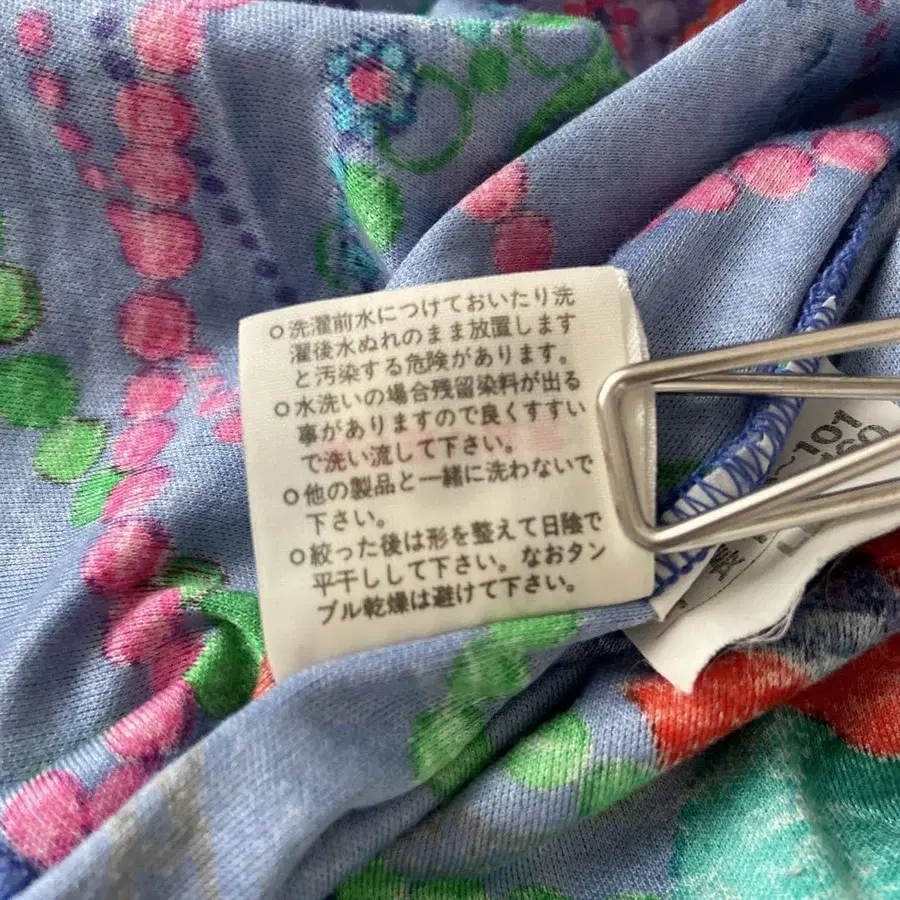 ○洗濯前水につけておいたり洗
濯後水ぬれのまま放置します
と汚染する危険があります。
○水洗いの場合残留染料が出る
事がありますので良くすすい
で洗い流して下さい。
○他の製品と一緒に洗わないで
下さい。
○絞った後は形を整えて日陰で
平干しして下さい。なおタン
ブル乾燥は避けて下さい。
~101
160